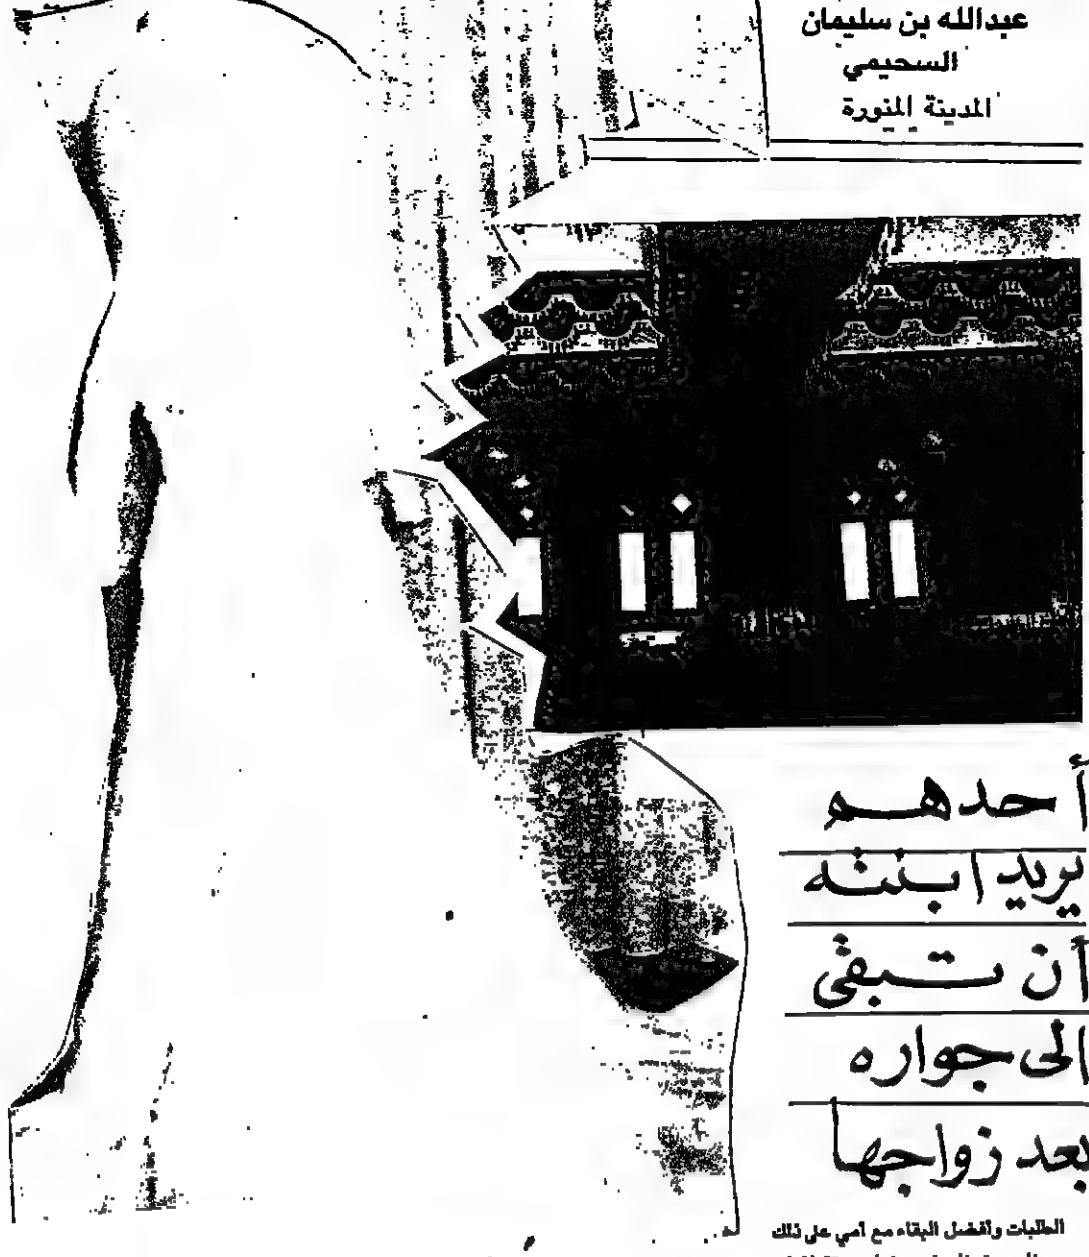 عبدالله بن سليمان
السحيمي
المدينة المنورة
أحدهم
يريد ابنته
أن تبقى
الى جواره
بعد زواجها
الطلبات وأفضل البقاء مع أمي على ذلك